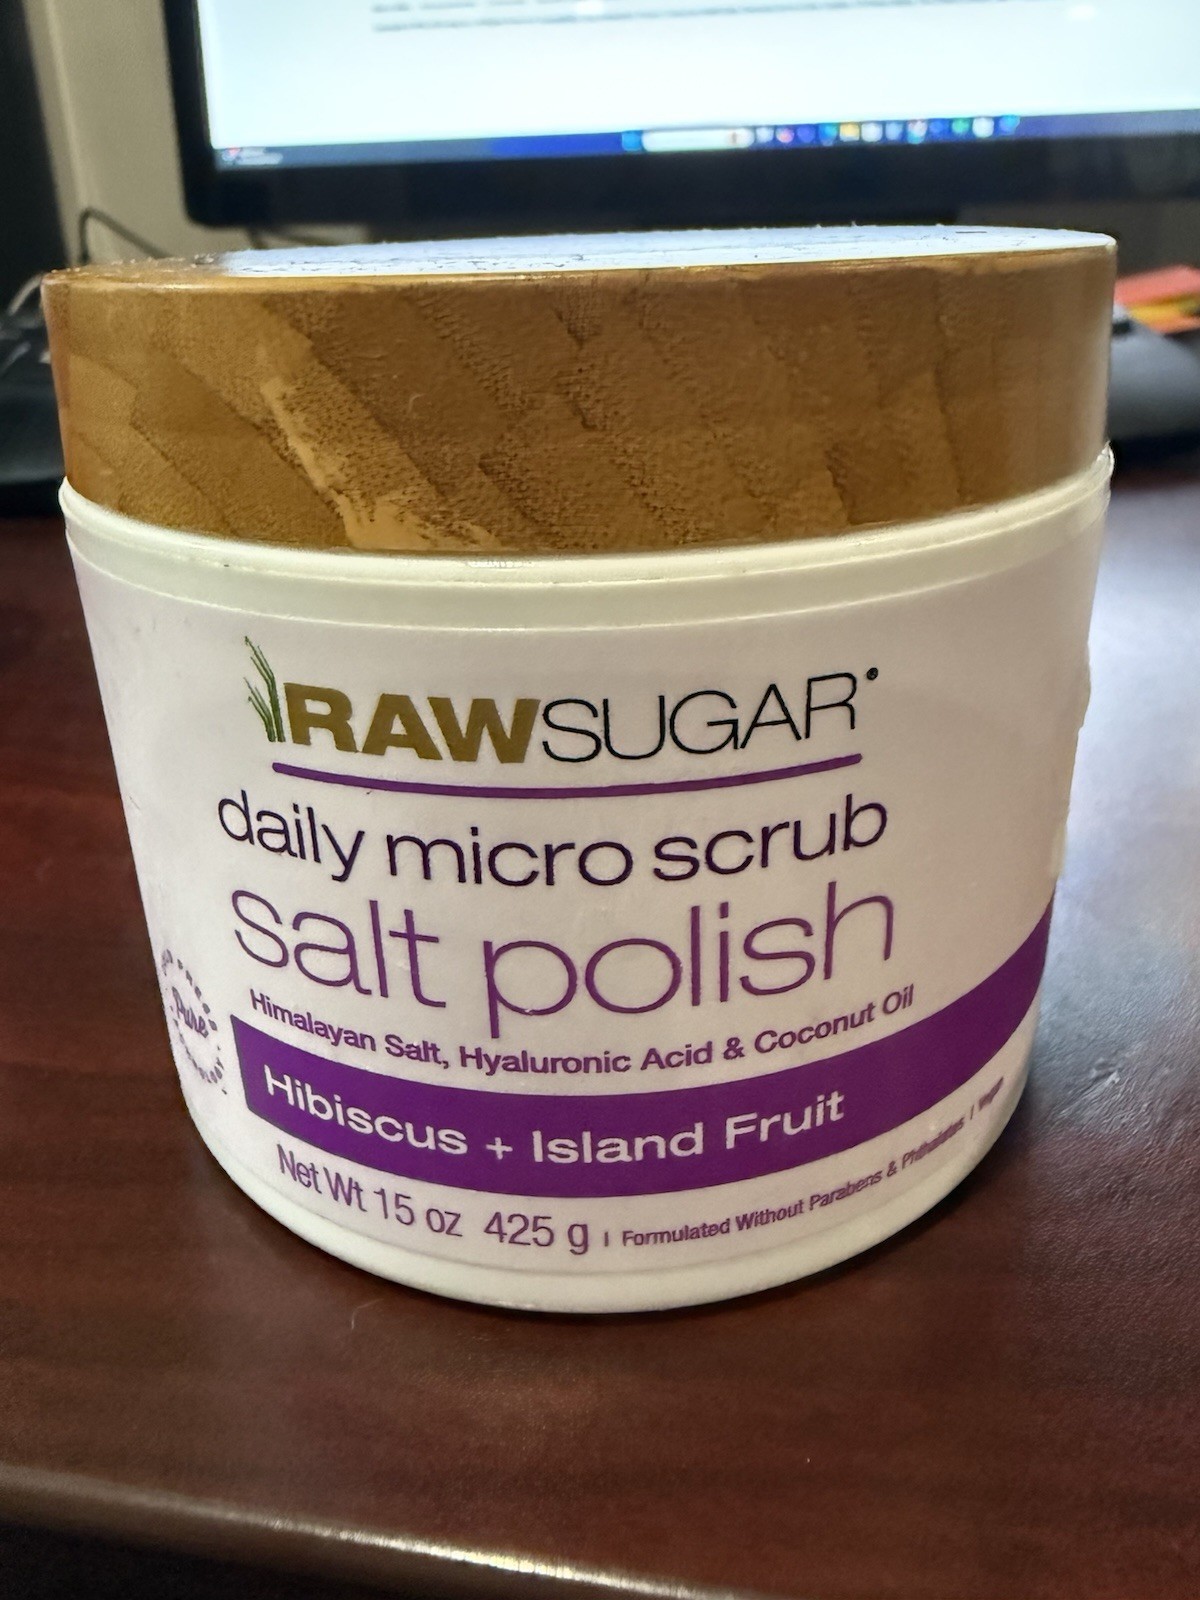 RAWSUGAR
daily micro scrub
salt polish
Himalayan Salt, Hyaluronic Acid & Coconut Oil
Pure
Hibiscus + Island Fruit
Net Wt 15 oz 425 g | Formulated Without Parabens & Phthalates |